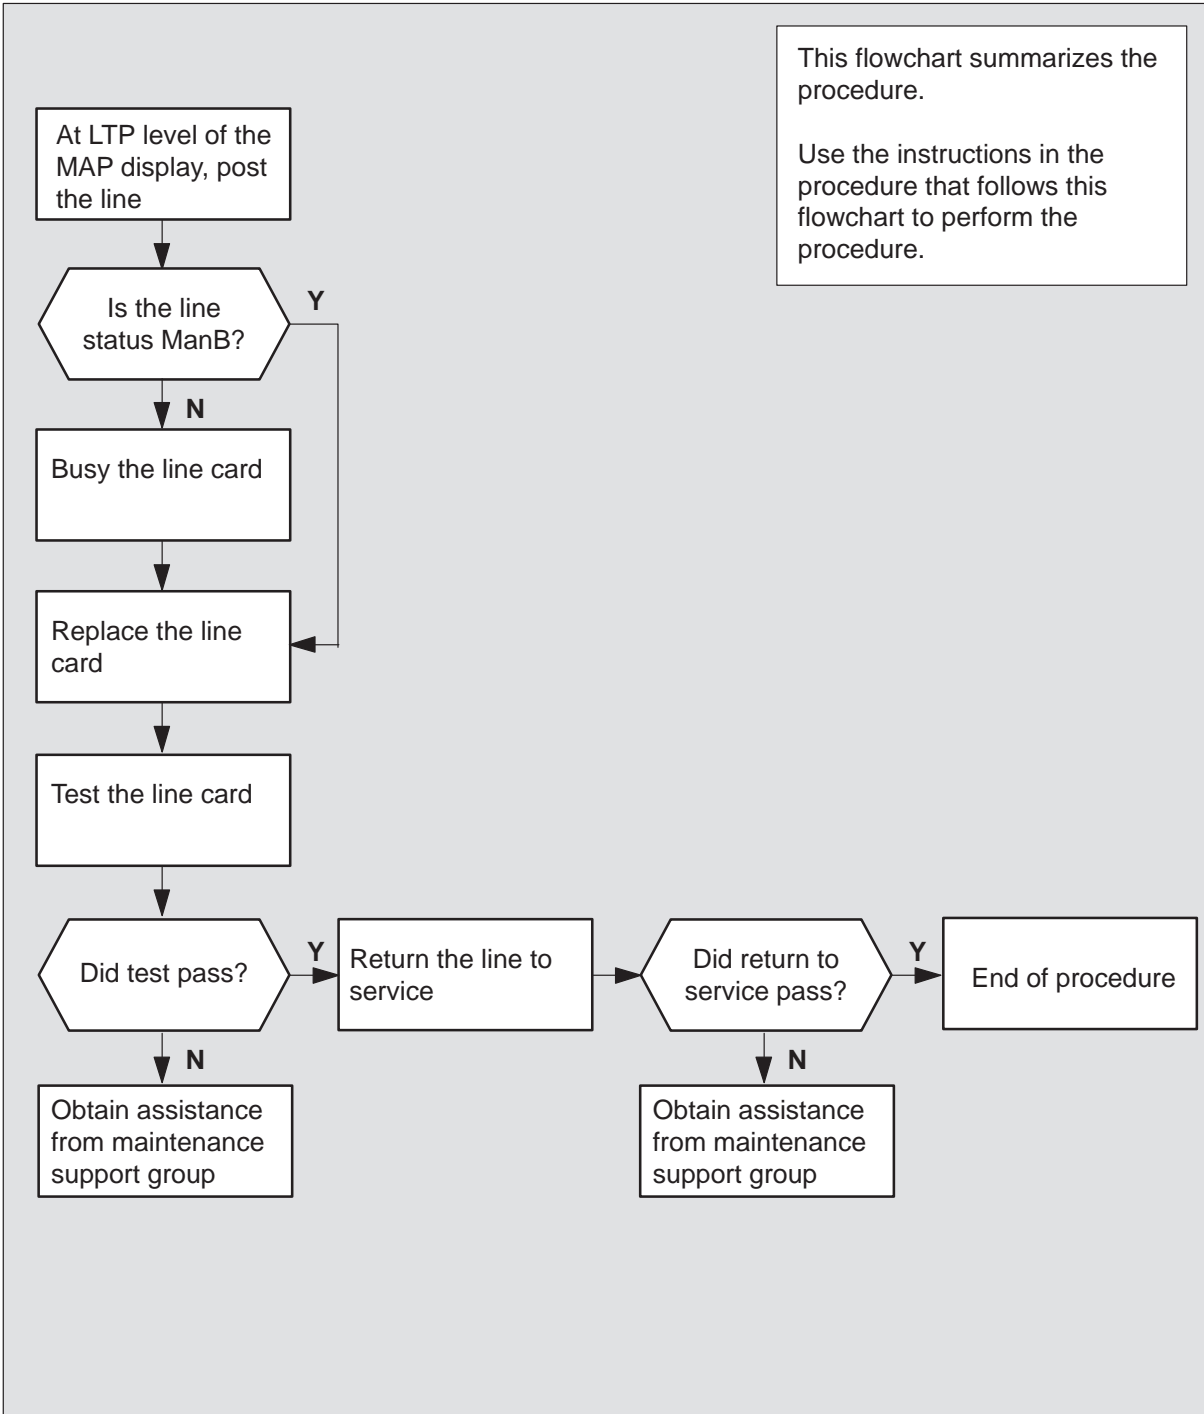 This flowchart summarizes the
procedure.
Use the instructions in the
procedure that follows this
flowchart to perform the
procedure.
At LTP level of the
MAP display, post
the line
Is the line
status ManB?
Y
N
Busy the line card
Replace the line
card
Test the line card
Did test pass?
Y
Return the line to
service
Did return to
service pass?
Y
End of procedure
N
Obtain assistance
from maintenance
support group
N
Obtain assistance
from maintenance
support group